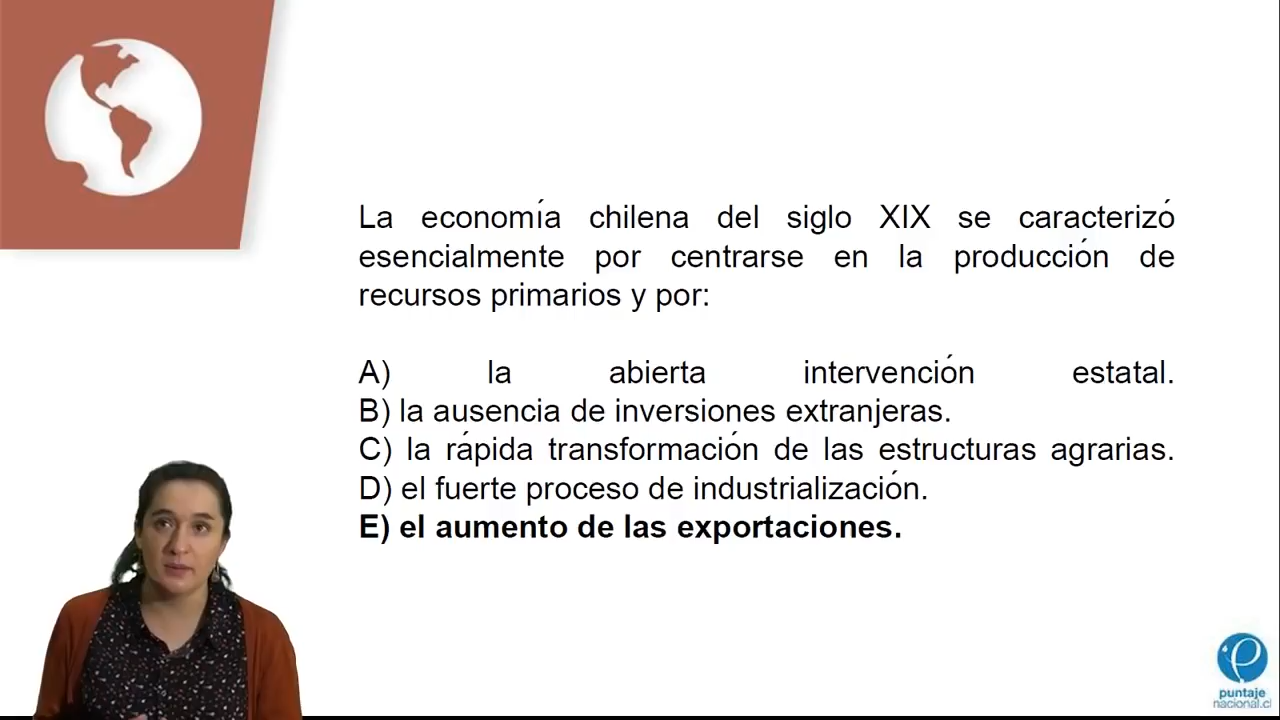 La economía chilena del siglo XIX se caracterizó
esencialmente por centrarse en la producción de
recursos primarios y por:
A) la abierta intervención estatal.
B) la ausencia de inversiones extranjeras.
C) la rápida transformación de las estructuras agrarias.
D) el fuerte proceso de industrialización.
E) el aumento de las exportaciones.
puntaje
nacional.cl